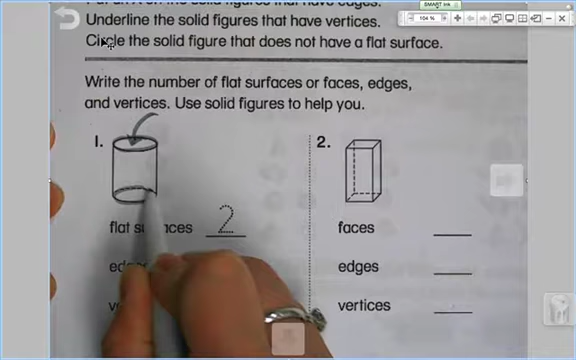 Underline the solid figures that have vertices.
Circle the solid figure that does not have a flat surface.
Write the number of flat surfaces or faces, edges,
and vertices. Use solid figures to help you.
1.
2.
flat 2
faces
edges
vertices
SMART Ink
104 %